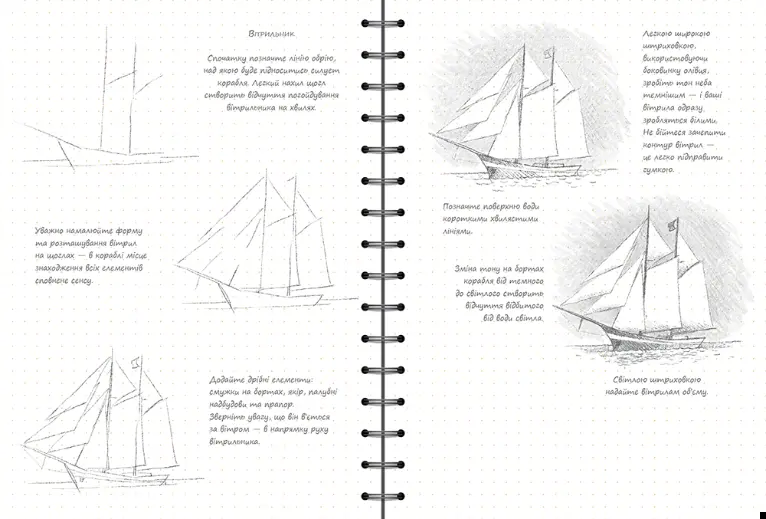 Вітрильник
Спочатку позначте лінію обрію,
над якою буде підноситись силует
корабля. Легкий нахил щогл
створить відчуття погойдування
вітрильника на хвилях.
Уважно намалюйте форму
та розташування вітрил
на щоглах — в кораблі місце
знаходження всіх елементів
сповнене сенсу.
Додайте дрібні елементи:
смужки на бортах, якір, палубні
надбудови та прапор.
Зверніть увагу, що він в'ється
за вітром — в напрямку руху
вітрильника.
Легкою широкою
штриховкою,
використовуючи
боковинку олівця,
зробіть тон неба
темнішим — і ваші
вітрила одразу
зробляться білими.
Не бійтеся зачепити
контур вітрил —
це легко підправити
гумкою.
Позначте поверхню води
короткими хвилястими
лініями.
Зміна тону на бортах
корабля від темного
до світлого створить
відчуття відбитого
від води світла.
Світлою штриховкою
надайте вітрилам об'єму.